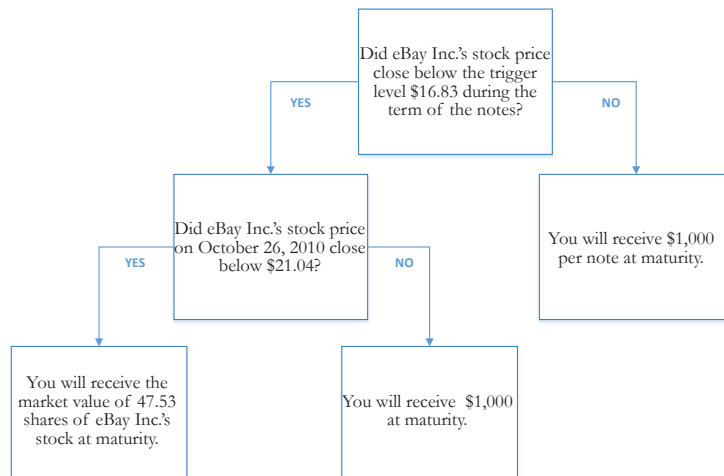 Did eBay Inc.'s stock price
close below the trigger
level $16.83 during the
term of the notes?
YES
NO
Did eBay Inc.'s stock price
on October 26, 2010 close
below $21.04?
You will receive $1,000
per note at maturity.
YES
NO
You will receive the
market value of 47.53
shares of eBay Inc.'s
stock at maturity.
You will receive $1,000
at maturity.